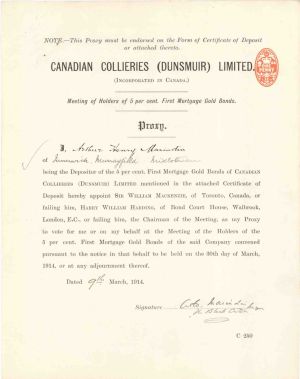 NOTE.—This Proxy must be endorsed on the Form of Certificate of Deposit
or attached thereto.
CANADIAN COLLIERIES (DUNSMUIR) LIMITED.
(INCORPORATED IN CANADA.)
Meeting of Holders of 5 per cent. First Mortgage Gold Bonds.
Proxy.
I, Arthur Henry
of Murrayfield
being the Depositor of the 5 per cent. First Mortgage Gold Bonds of CANADIAN
COLLIERIES (DUNSMUIR) LIMITED mentioned in the attached Certificate of
Deposit hereby appoint SIR WILLIAM MACKENZIE, of Toronto, Canada, or
failing him, HARRY WILLIAM HARDING, of Bond Court House, Walbrook,
London, E.C., or failing him, the Chairman of the Meeting, as my Proxy
to vote for me or on my behalf at the Meeting of the Holders of the
5 per cent. First Mortgage Gold Bonds of the said Company convened
pursuant to the notice in that behalf to be held on the 30th day of March,
1914, or at any adjournment thereof.
Dated 9th March, 1914.
Signature
C 280